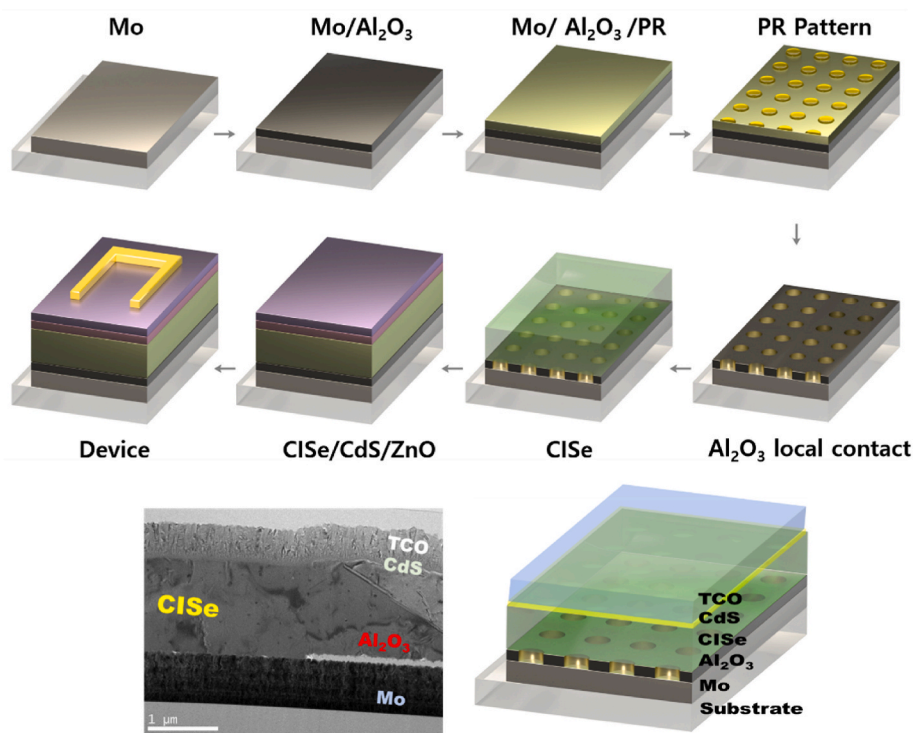 Mo
Mo/Al₂O₃
Mo/ Al₂O₃ /PR
PR Pattern
Device
CISe/CdS/ZnO
CISe
Al₂O₃ local contact
TCO
CdS
CISe
Al₂O₃
Mo
1 µm
TCO
CdS
CISe
Al₂O₃
Mo
Substrate